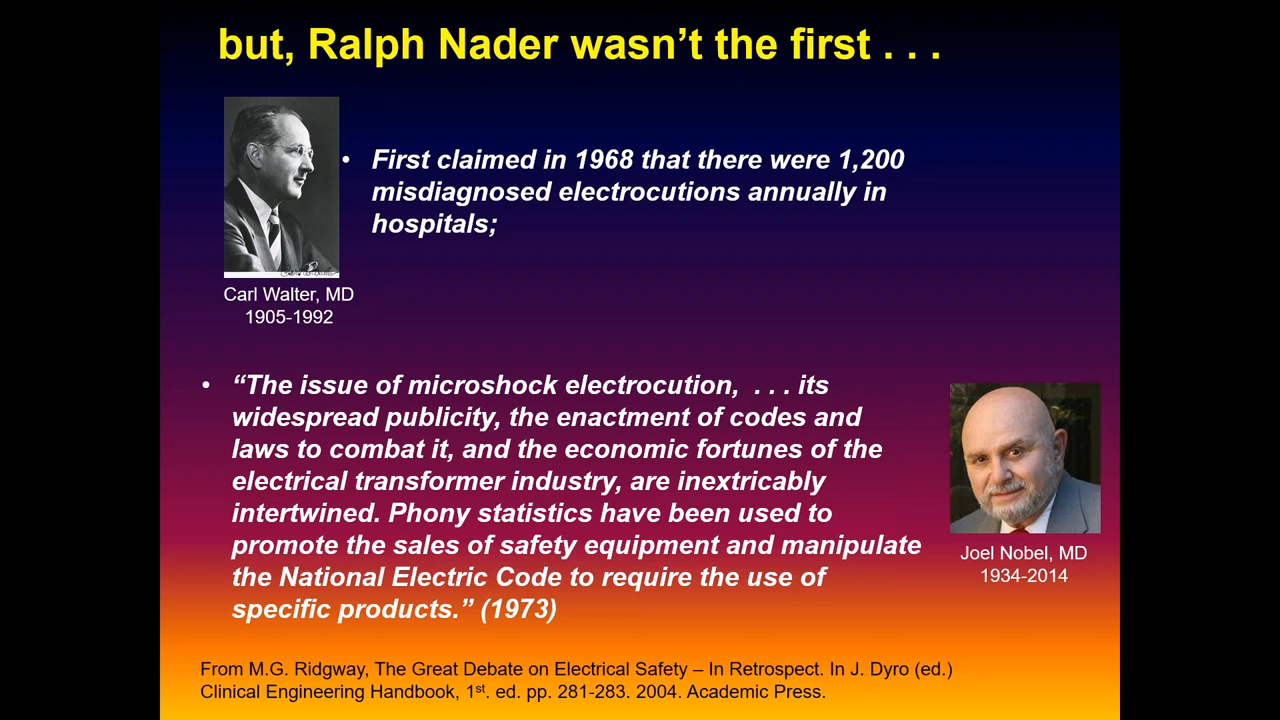 but, Ralph Nader wasn’t the first . . .
• First claimed in 1968 that there were 1,200
misdiagnosed electrocutions annually in
hospitals;
Carl Walter, MD
1905-1992
• “The issue of microshock electrocution, . . . its
widespread publicity, the enactment of codes and
laws to combat it, and the economic fortunes of the
electrical transformer industry, are inextricably
intertwined. Phony statistics have been used to
promote the sales of safety equipment and manipulate
the National Electric Code to require the use of
specific products.” (1973)
Joel Nobel, MD
1934-2014
From M.G. Ridgway, The Great Debate on Electrical Safety – In Retrospect. In J. Dyro (ed.)
Clinical Engineering Handbook, 1st. ed. pp. 281-283. 2004. Academic Press.